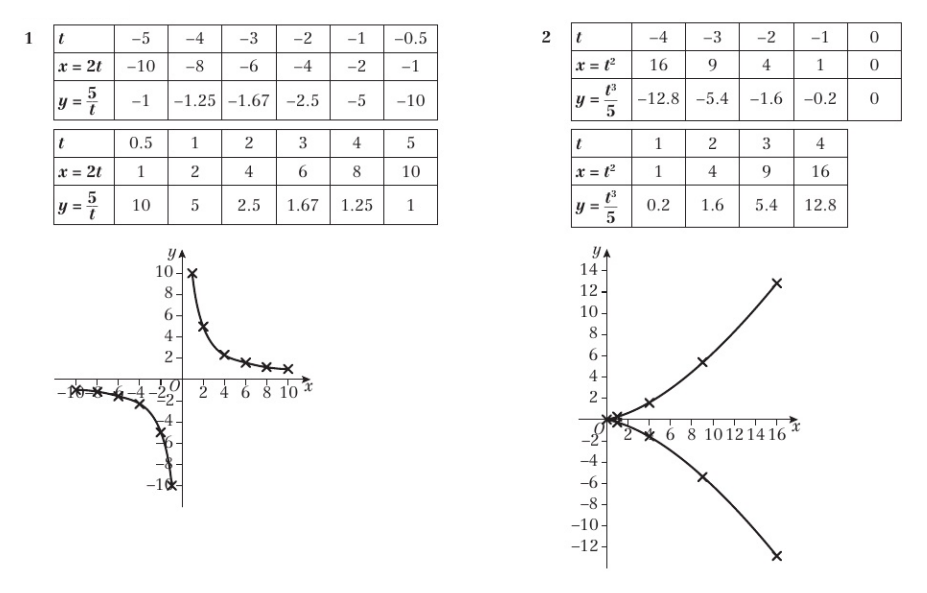 1
t −5 −4 −3 −2 −1 −0.5
x = 2t −10 −8 −6 −4 −2 −1
y = 5/t −1 −1.25 −1.67 −2.5 −5 −10
t 0.5 1 2 3 4 5
x = 2t 1 2 4 6 8 10
y = 5/t 10 5 2.5 1.67 1.25 1
y
10
8
6
4
2
−10 −8 −6 −4 −2 O 2 4 6 8 10 x
−2
−4
−6
−8
−10
2
t −4 −3 −2 −1 0
x = t² 16 9 4 1 0
y = t³/5 −12.8 −5.4 −1.6 −0.2 0
t 1 2 3 4
x = t² 1 4 9 16
y = t³/5 0.2 1.6 5.4 12.8
y
14
12
10
8
6
4
2
O 2 4 6 8 10 12 14 16 x
−2
−4
−6
−8
−10
−12